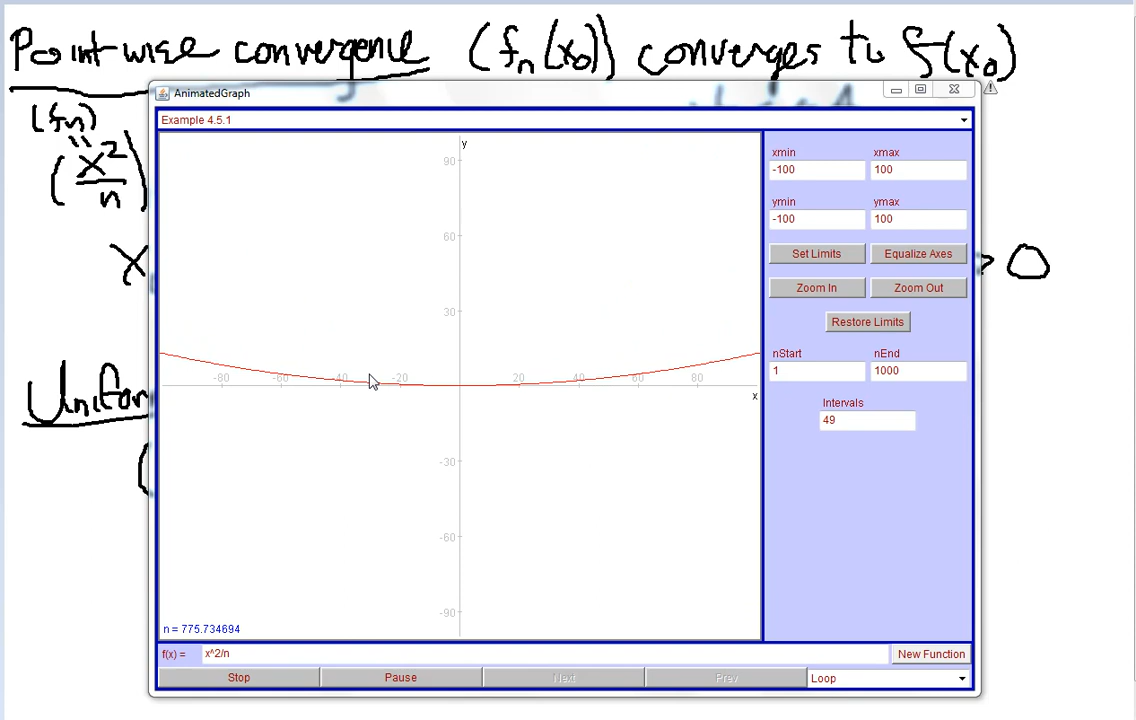 Pointwise convergence (fn(x0)) converges to f(x0)
AnimatedGraph
(fn)
Example 4.5.1
"
(x^2/n)
y
90
60
30
-80
-60
-40
-20
20
40
60
80
x
-30
-60
-90
n = 775.734694
xmin
xmax
-100
100
ymin
ymax
-100
100
Set Limits
Equalize Axes
Zoom In
Zoom Out
Restore Limits
nStart
nEnd
1
1000
Intervals
49
x
> 0
Unifor
(
f(x) =
x^2/n
New Function
Stop
Pause
Next
Prev
Loop